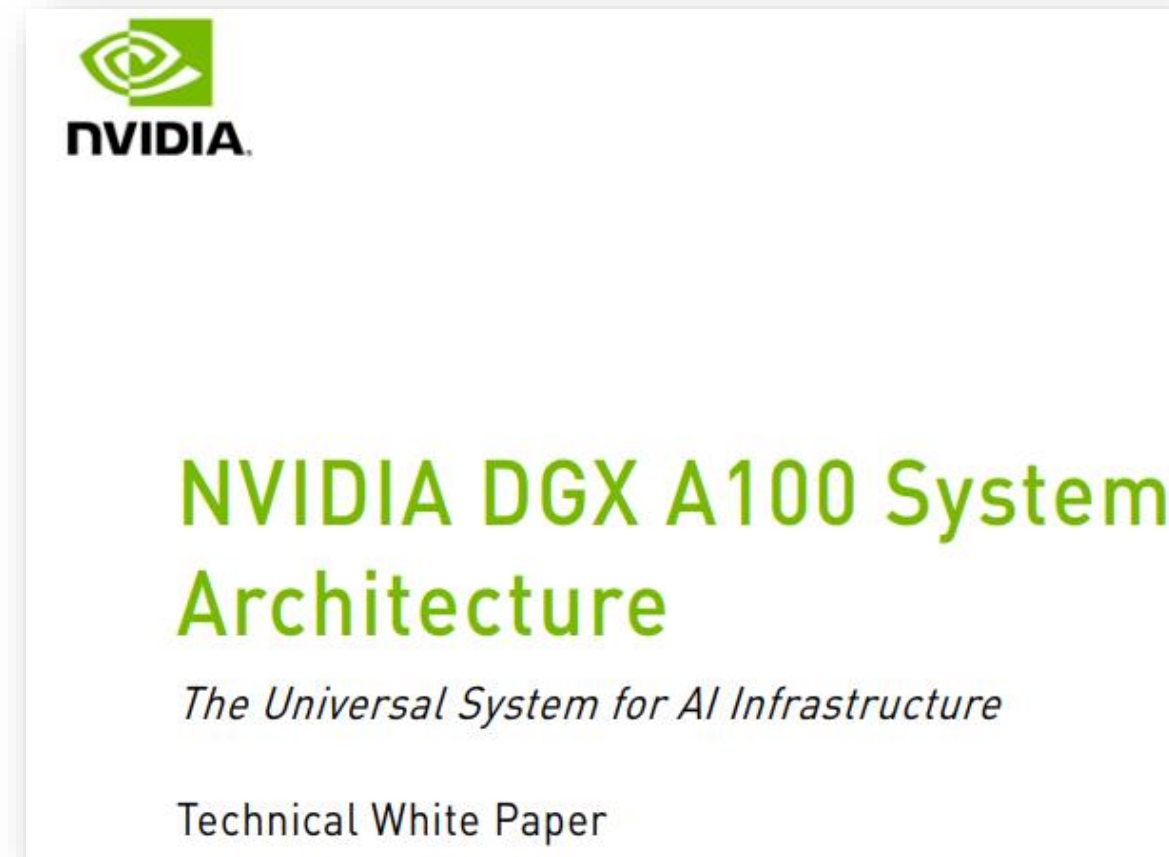 NVIDIA.
NVIDIA DGX A100 System
Architecture
The Universal System for AI Infrastructure
Technical White Paper